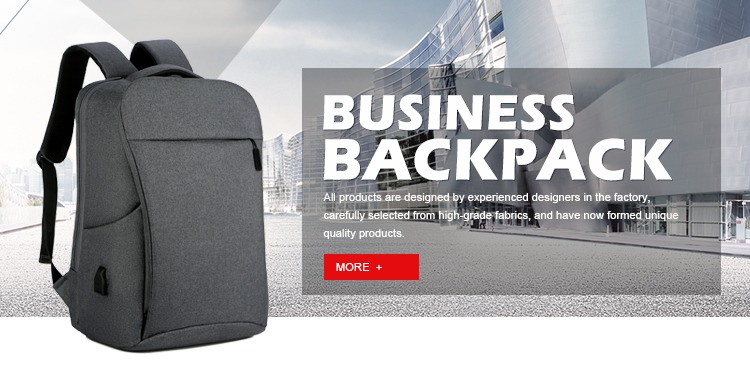 BUSINESS
BACKPACK
All products are designed by experienced designers in the factory,
carefully selected from high-grade fabrics, and have now formed unique
quality products.
MORE +